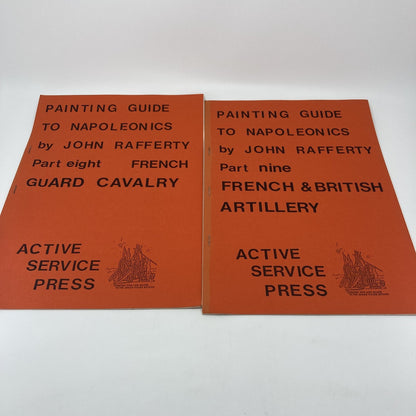 PAINTING GUIDE
TO NAPOLEONICS
by JOHN RAFFERTY
Part eight FRENCH
GUARD CAVALRY
ACTIVE
SERVICE
PRESS
PAINTING GUIDE
TO NAPOLEONICS
by JOHN RAFFERTY
Part nine
FRENCH & BRITISH
ARTILLERY
ACTIVE
SERVICE
PRESS